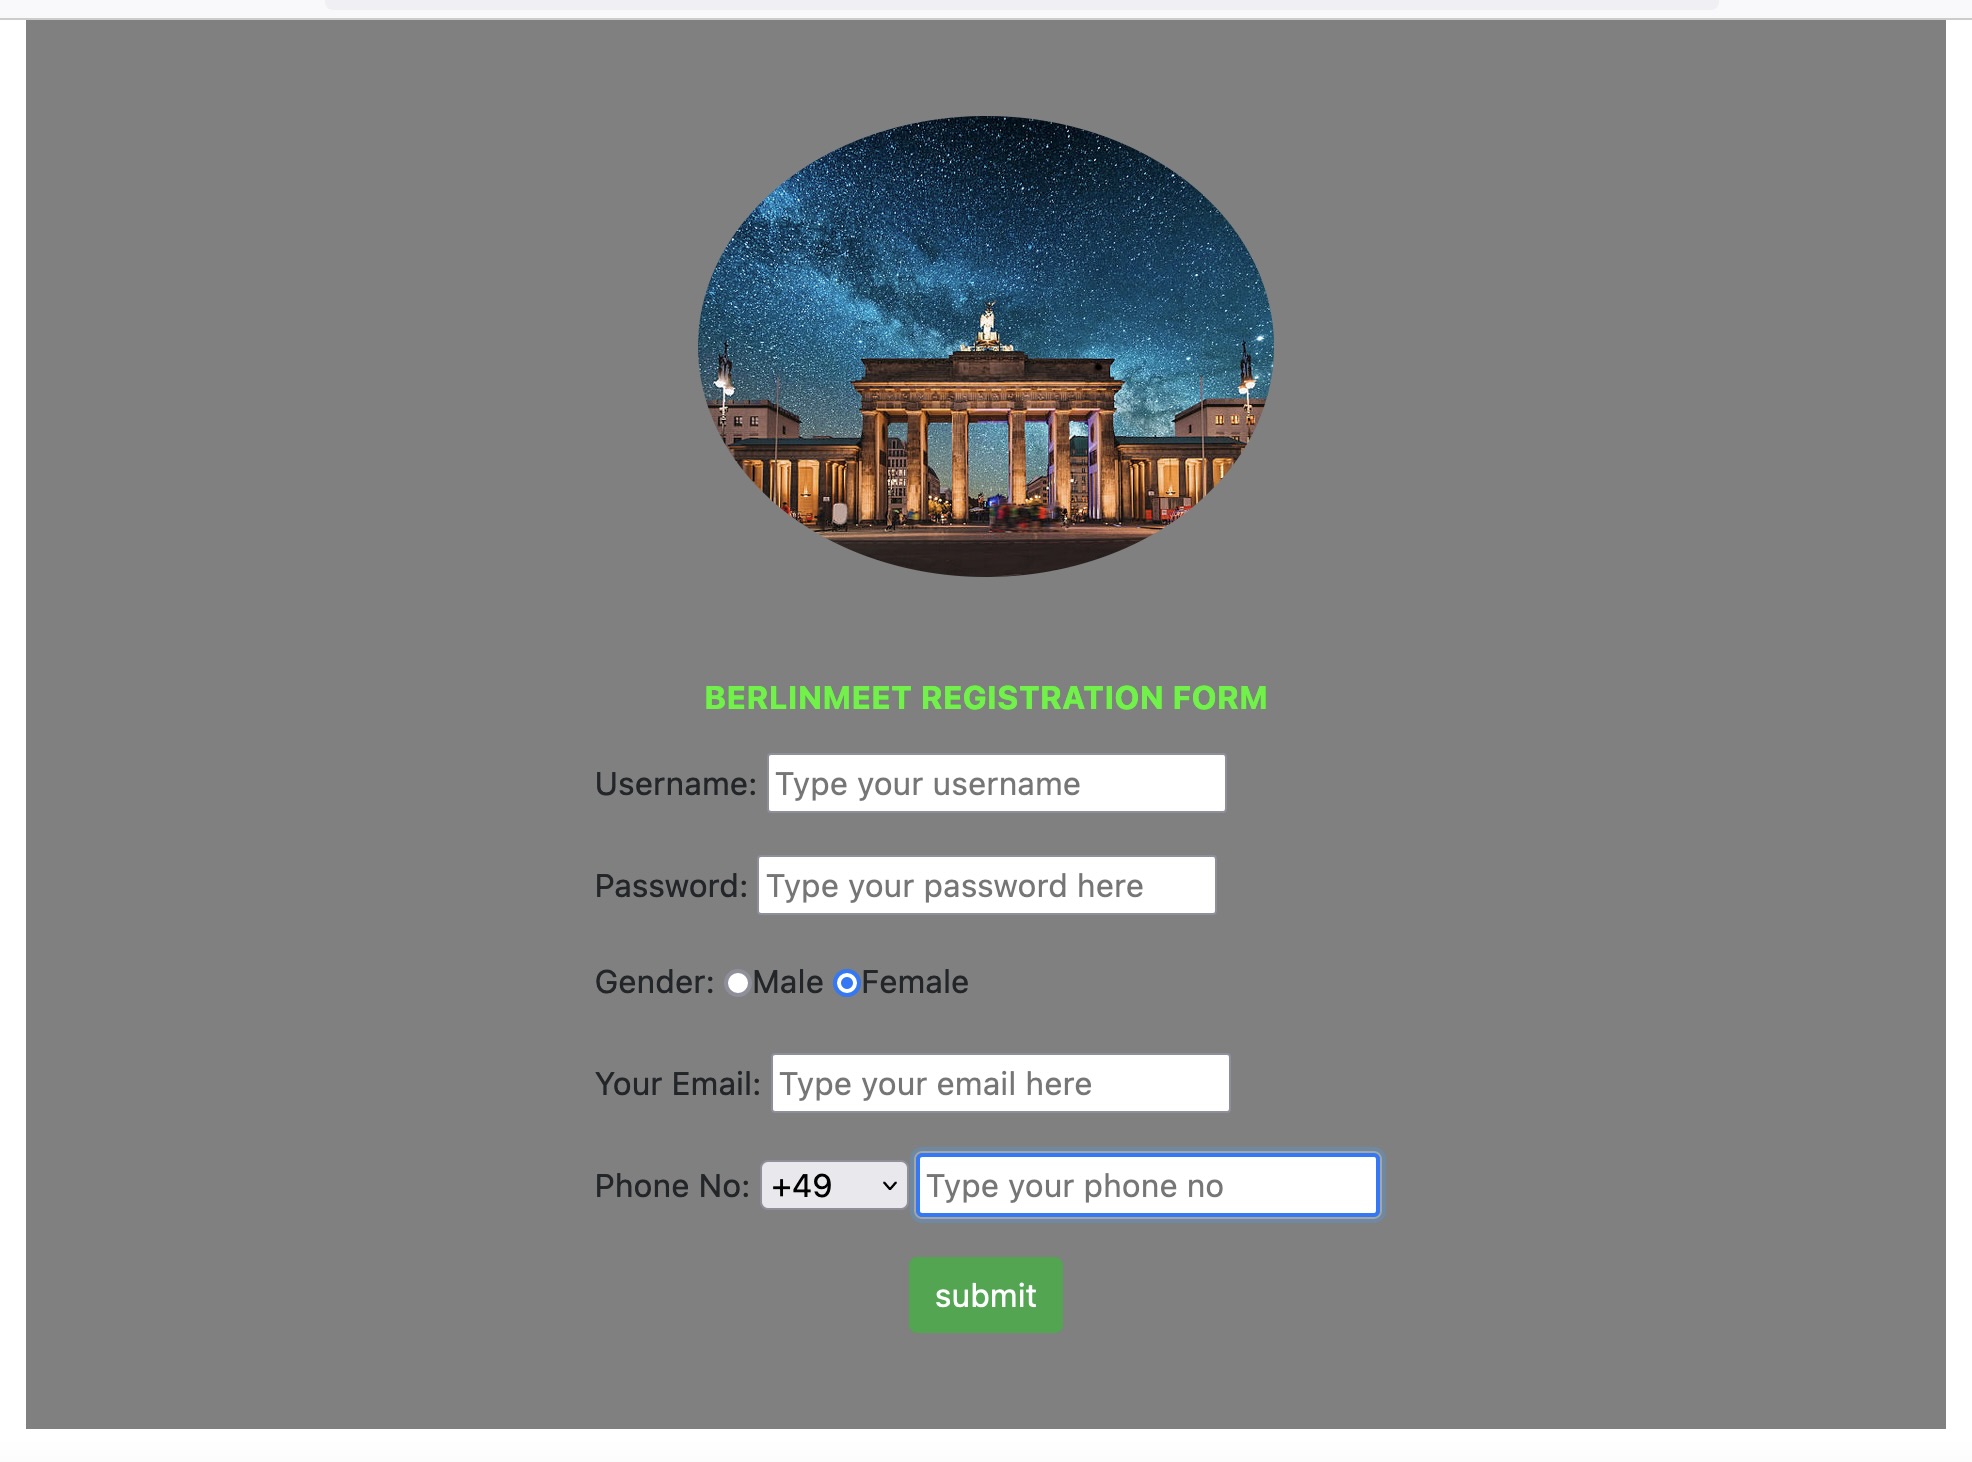 BERLINMEET REGISTRATION FORM
Username: Type your username
Password: Type your password here
Gender: Male Female
Your Email: Type your email here
Phone No: +49 Type your phone no
submit